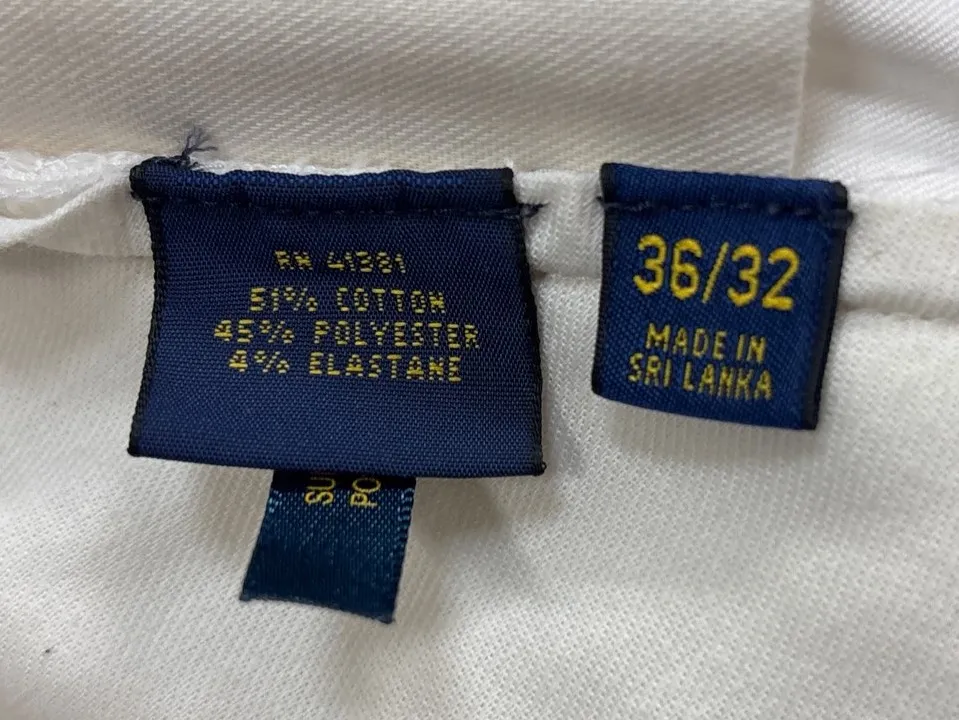 RN 41381
51% COTTON
45% POLYESTER
4% ELASTANE
36/32
MADE IN
SRI LANKA